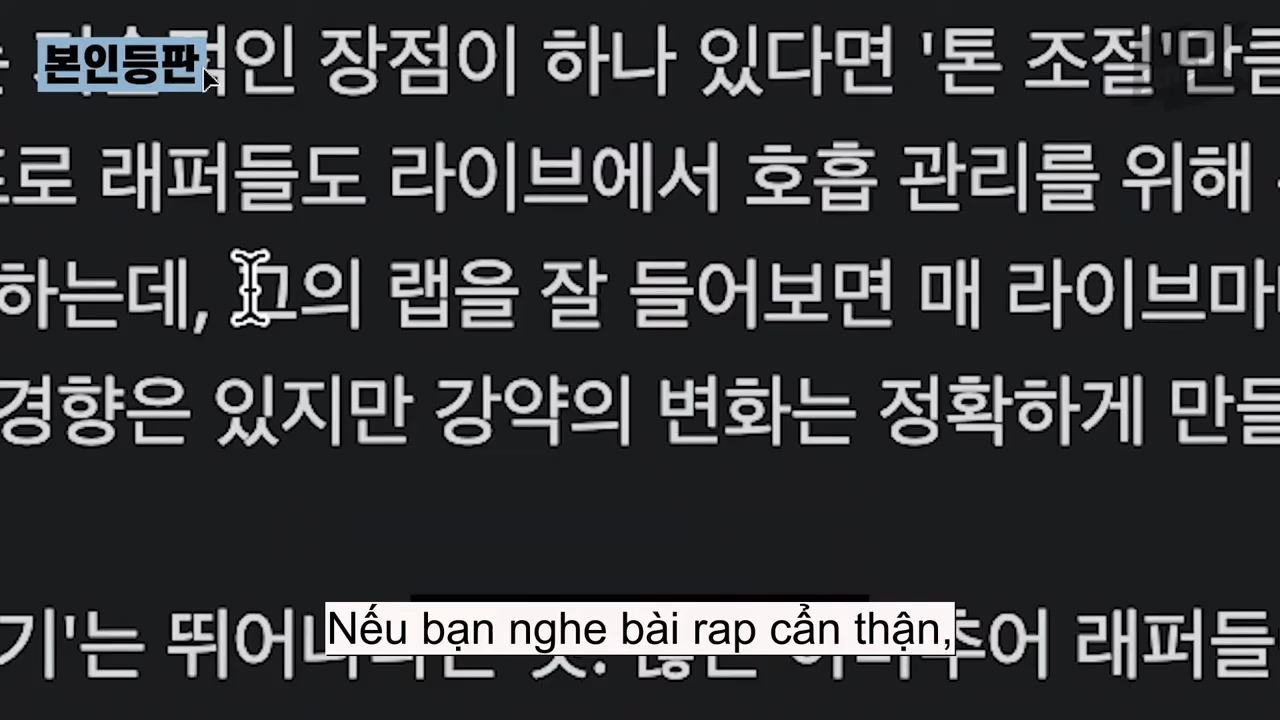 본인등판
장점이 하나 있다면 '톤 조절'만큼
래퍼들도 라이브에서 호흡 관리를 위해
하는데, 그의 랩을 잘 들어보면 매 라이브마
경향은 있지만 강약의 변화는 정확하게 만들
기'는 래퍼들
Nếu bạn nghe bài rap cẩn thận,